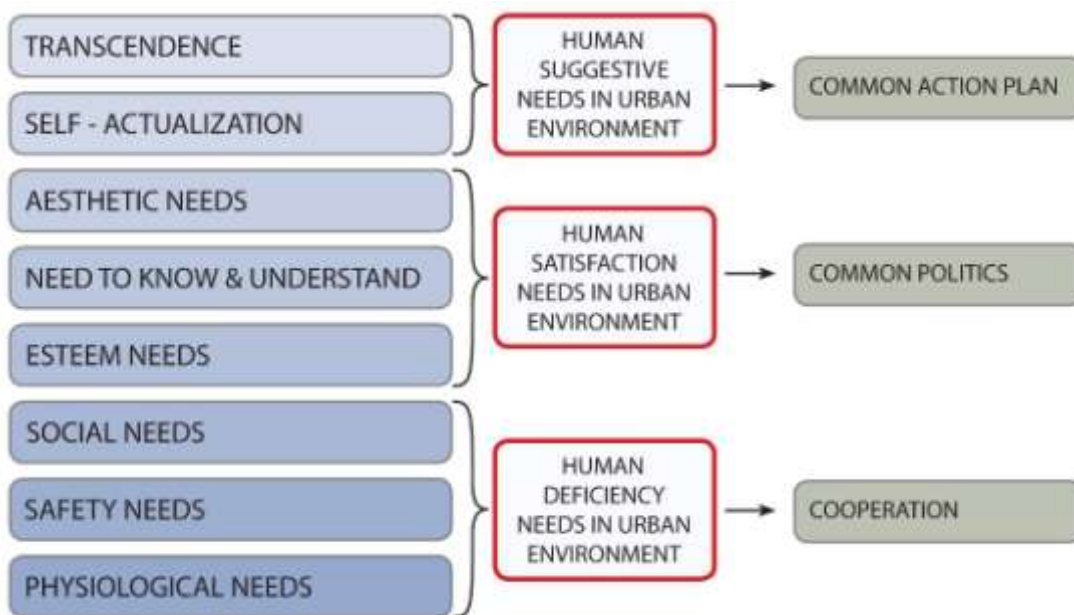 TRANSCENDENCE
SELF - ACTUALIZATION
HUMAN
SUGGESTIVE
NEEDS IN URBAN
ENVIRONMENT
COMMON ACTION PLAN
AESTHETIC NEEDS
NEED TO KNOW & UNDERSTAND
ESTEEM NEEDS
HUMAN
SATISFACTION
NEEDS IN URBAN
ENVIRONMENT
COMMON POLITICS
SOCIAL NEEDS
SAFETY NEEDS
PHYSIOLOGICAL NEEDS
HUMAN
DEFICIENCY
NEEDS IN URBAN
ENVIRONMENT
COOPERATION